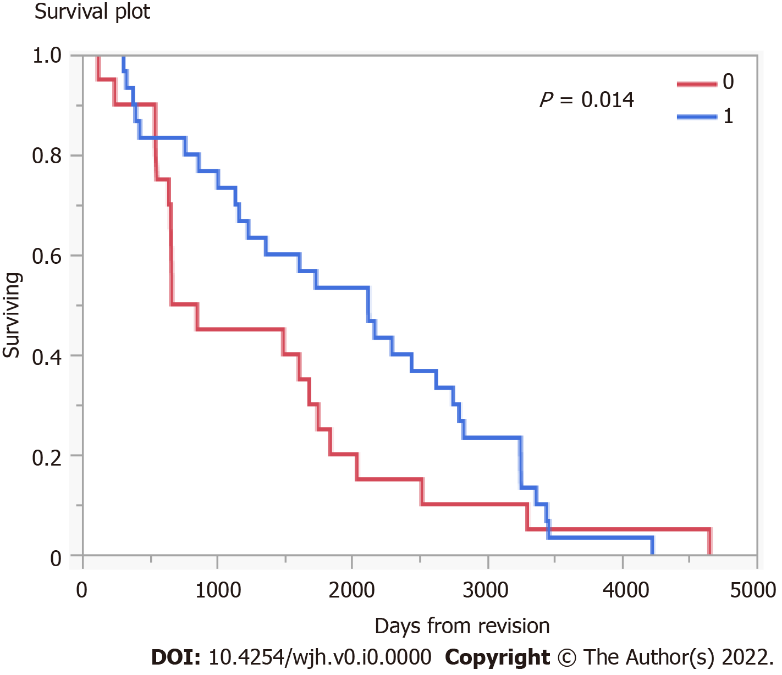 Survival plot
1.0
0.8
0.6
0.4
0.2
0
Surviving
P = 0.014
0
1
0 1000 2000 3000 4000 5000
Days from revision
DOI: 10.4254/wjh.v0.i0.0000 Copyright © The Author(s) 2022.